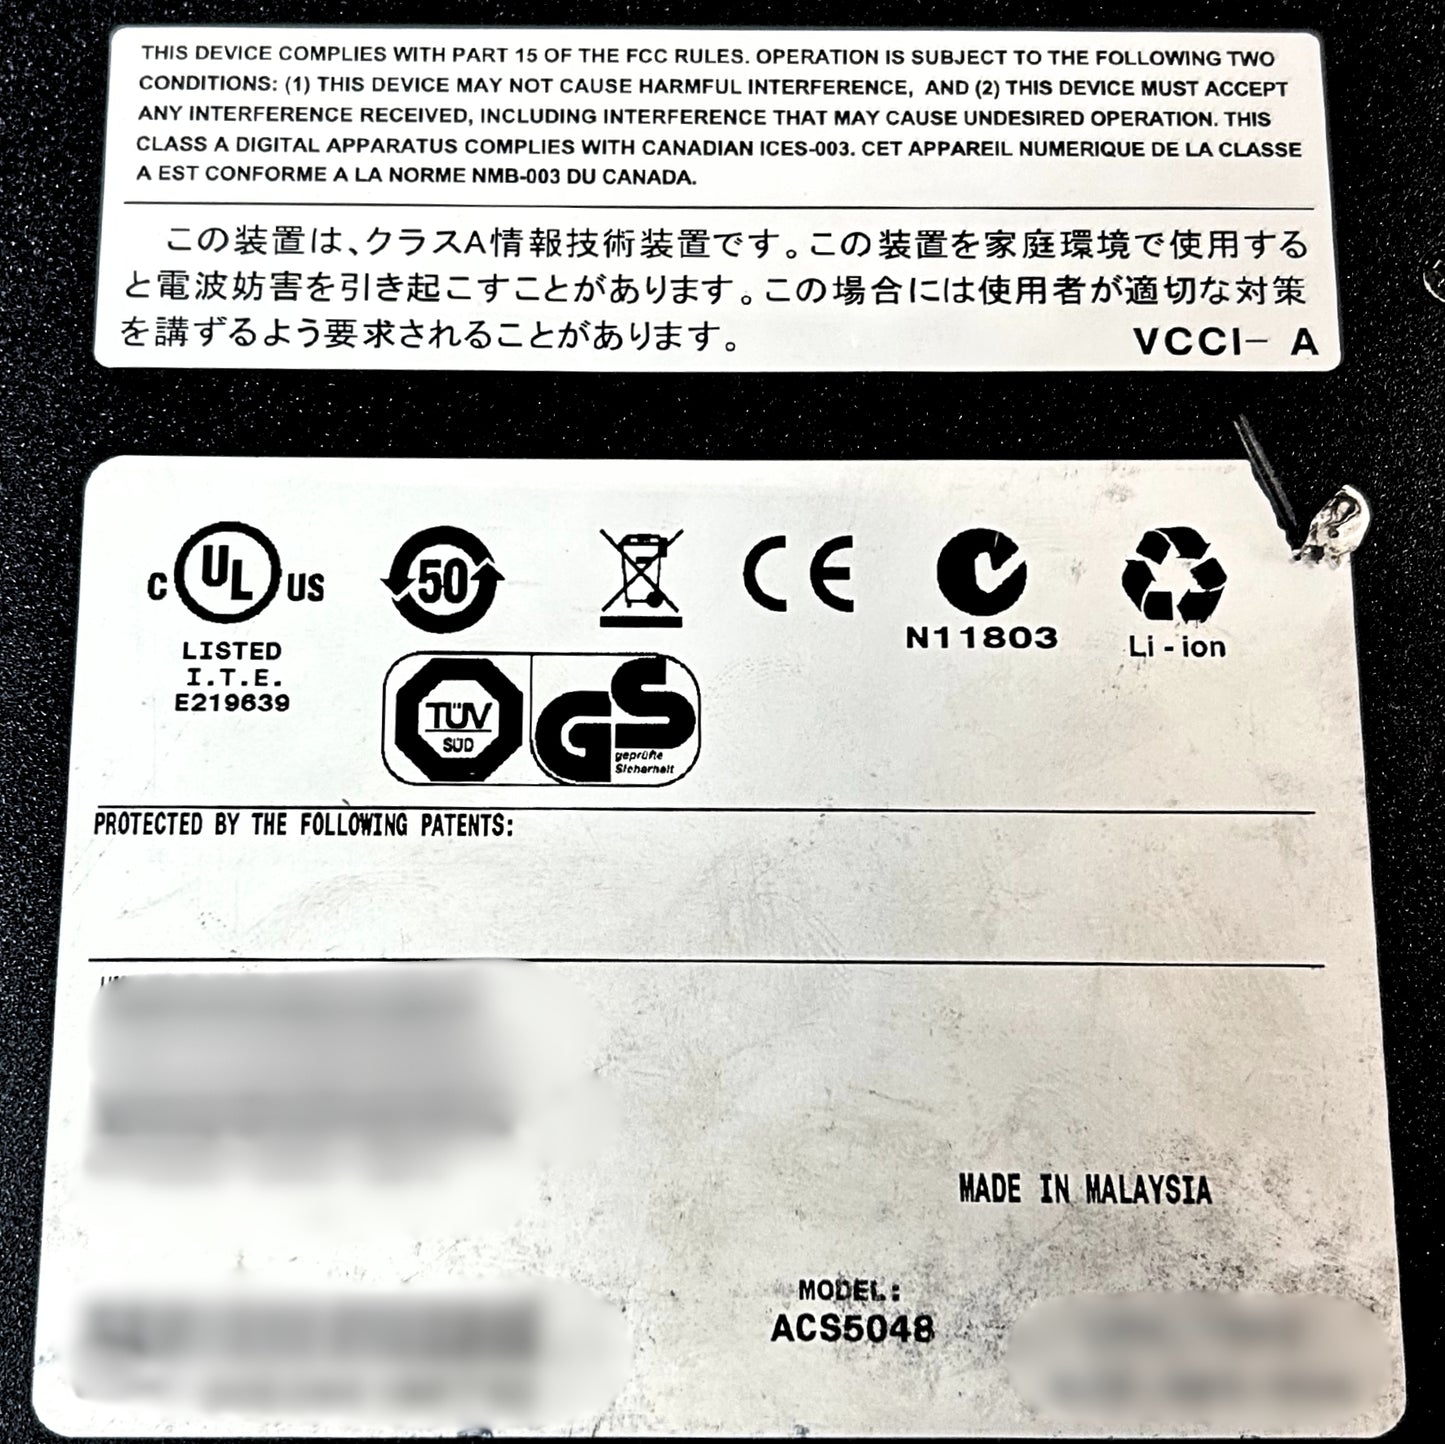 THIS DEVICE COMPLIES WITH PART 15 OF THE FCC RULES. OPERATION IS SUBJECT TO THE FOLLOWING TWO
CONDITIONS: (1) THIS DEVICE MAY NOT CAUSE HARMFUL INTERFERENCE, AND (2) THIS DEVICE MUST ACCEPT
ANY INTERFERENCE RECEIVED, INCLUDING INTERFERENCE THAT MAY CAUSE UNDESIRED OPERATION. THIS
CLASS A DIGITAL APPARATUS COMPLIES WITH CANADIAN ICES-003. CET APPAREIL NUMERIQUE DE LA CLASSE
A EST CONFORME A LA NORME NMB-003 DU CANADA.
この装置は、クラスA情報技術装置です。この装置を家庭環境で使用する
と電波妨害を引き起こすことがあります。この場合には使用者が適切な対策
を講ずるよう要求されることがあります。 VCCI- A
C UL US 50 CE
N11803 Li-ion
LISTED
I.T.E.
E219639
TÜV
SÜD
GS
geprüfte
Sicherheit
PROTECTED BY THE FOLLOWING PATENTS:
MADE IN MALAYSIA
MODEL:
ACS5048